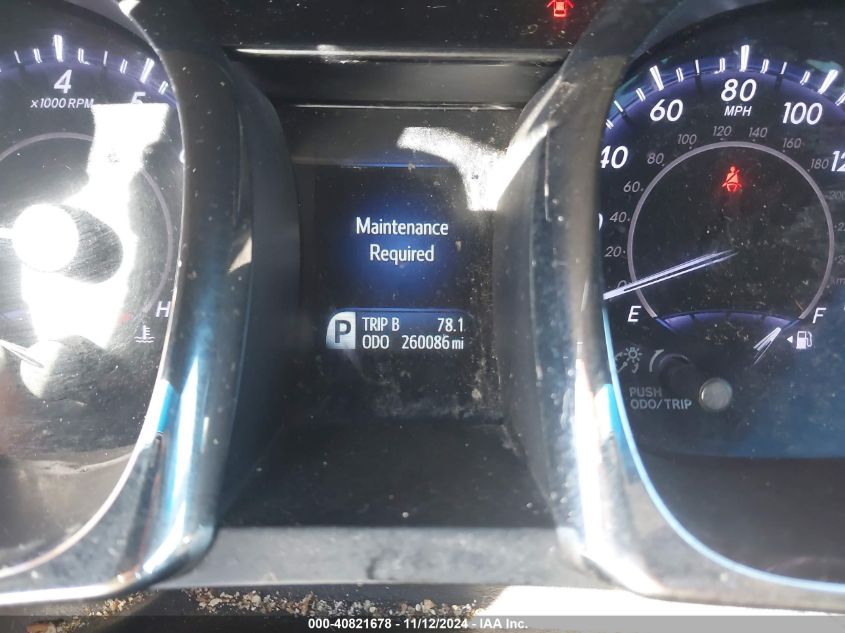 4
5
x1000 RPM
H
Maintenance
Required
P
TRIP B 78.1
ODO 260086 mi
40
60
80
MPH
100
20
40
60
80
100
120
140
160
180
E
F
PUSH
ODO/TRIP
000-40821678 - 11/12/2024 - IAA Inc.